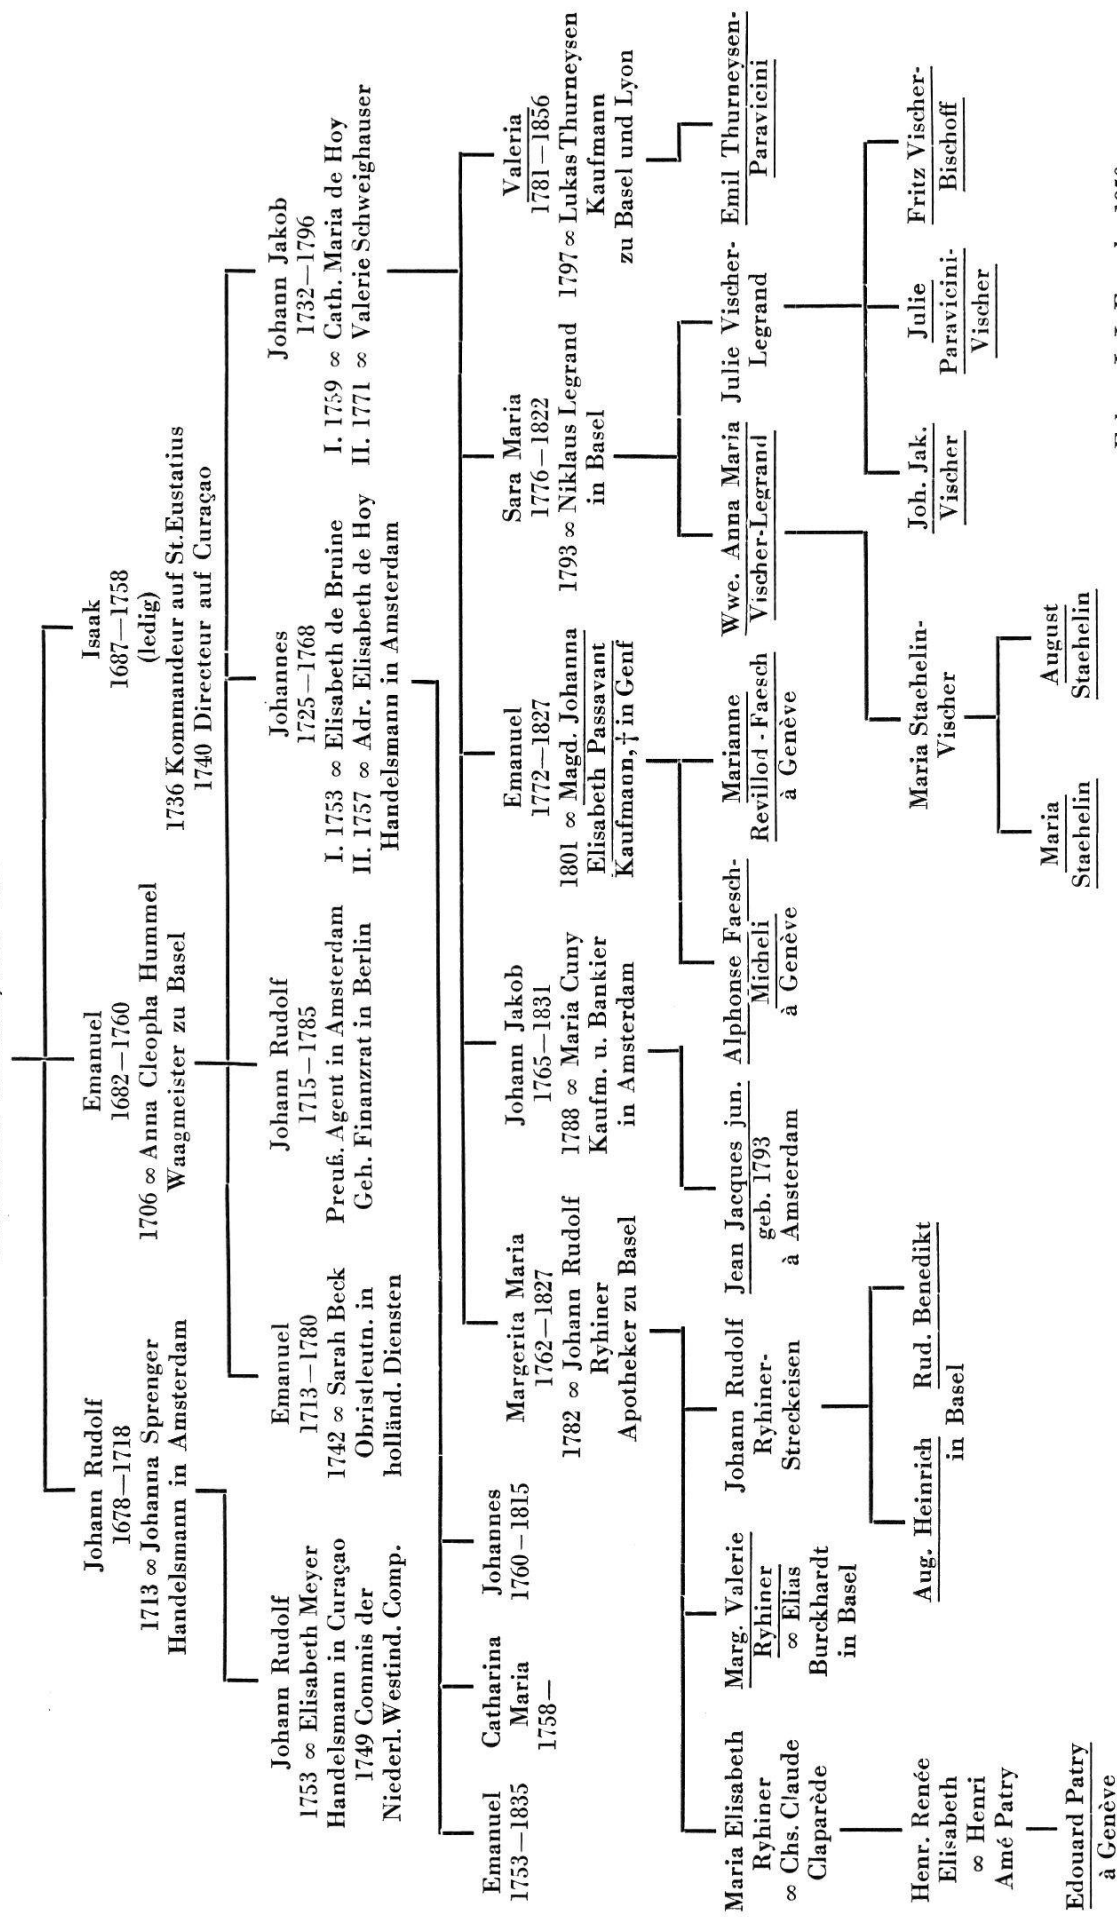 Johann Rudolf
1678—1718
1713 ∞ Johanna Sprenger
Handelsmann in Amsterdam
Emanuel
1682—1760
1706 ∞ Anna Cleopha Hummel
Waagmeister zu Basel
Isaak
1687—1758
(ledig)
1736 Kommandeur auf St.Eustatius
1740 Directeur auf Curaçao
Johann Rudolf
1753 ∞ Elisabeth Meyer
Handelsmann in Curaçao
1749 Commis der
Niederl. Westind. Comp.
Emanuel
1713—1780
1742 ∞ Sarah Beck
Obristleutn. in
holländ. Diensten
Johann Rudolf
1715—1785
Preuß. Agent in Amsterdam
Geh. Finanzrat in Berlin
Johannes
1725—1768
I. 1753 ∞ Elisabeth de Bruine
II. 1757 ∞ Adr. Elisabeth de Hoy
Handelsmann in Amsterdam
Johann Jakob
1732—1796
I. 1759 ∞ Cath. Maria de Hoy
II. 1771 ∞ Valerie Schweighauser
Emanuel
1753—1835
Catharina
Maria
1758—
Johannes
1760—1815
Margerita Maria
1762—1827
1782 ∞ Johann Rudolf
Ryhiner
Apotheker zu Basel
Johann Jakob
1765—1831
1788 ∞ Maria Cuny
Kaufm. u. Bankier
in Amsterdam
Emanuel
1772—1827
1801 ∞ Magd. Johanna
Elisabeth Passavant
Kaufmann, † in Genf
Sara Maria
1776—1822
1793 ∞ Niklaus Legrand
in Basel
Valeria
1781—1856
1797 ∞ Lukas Thurneysen
Kaufmann
zu Basel und Lyon
Maria Elisabeth
Ryhiner
∞ Chs. Claude
Claparède
Marg. Valerie
Ryhiner
∞ Elias
Burckhardt
in Basel
Johann Rudolf
Ryhiner-
Streckeisen
Jean Jacques jun.
geb. 1793
à Amsterdam
Alphonse Faesch-
Micheli
à Genève
Marianne
Revillod-Faesch
à Genève
Wwe. Anna Maria
Vischer-Legrand
Julie Vischer-
Legrand
Emil Thurneysen-
Paravicini
Henr. Renée
Elisabeth
∞ Henri
Amé Patry
Aug. Heinrich
Rud. Benedikt
in Basel
Maria Staehelin-
Vischer
Joh. Jak.
Vischer
Julie
Paravicini-
Vischer
Fritz Vischer-
Bischoff
Edouard Patry
à Genève
Maria
Staehelin
August
Staehelin